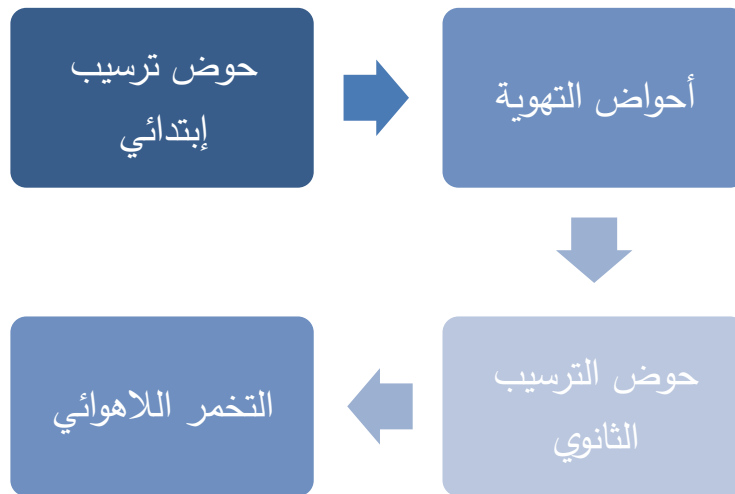 حوض ترسيب
إبتدائي
أحواض التهوية
حوض الترسيب
الثانوي
التخمر اللاهوائي